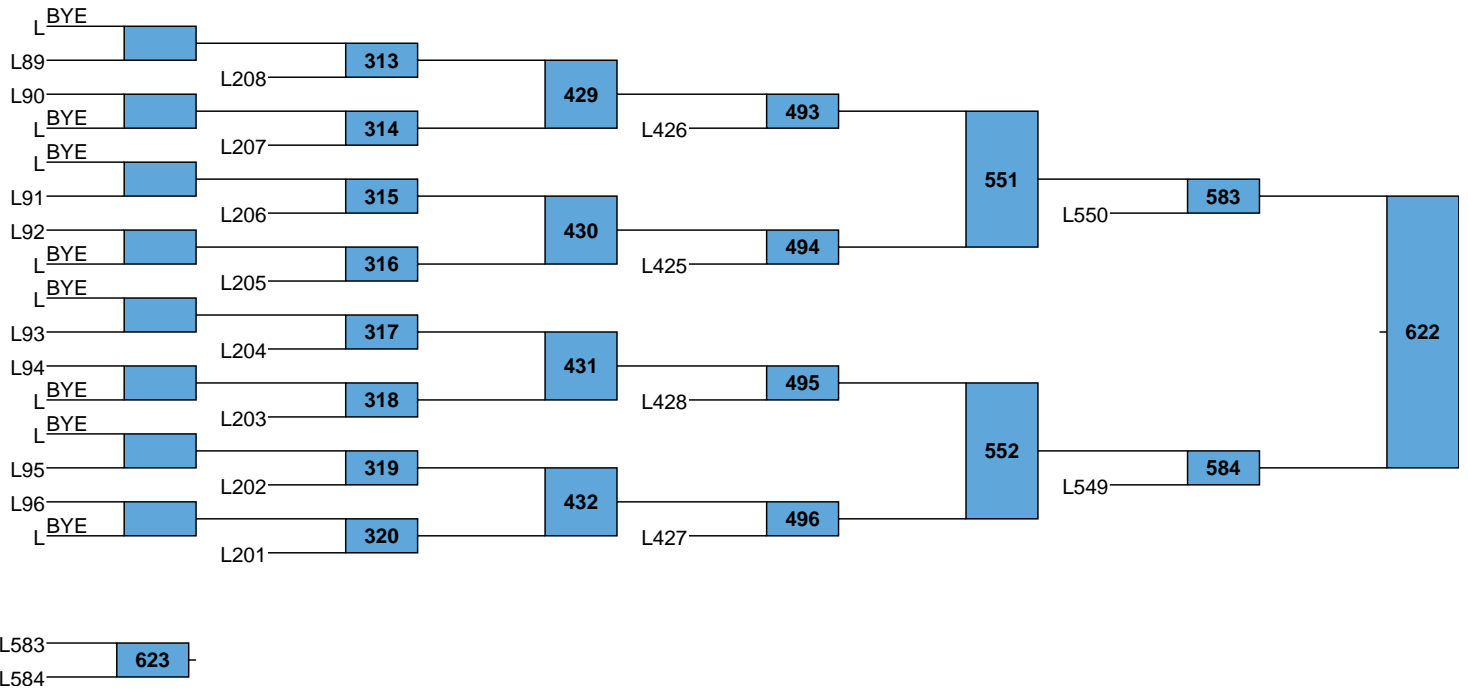 BYE
L
L89
L90
BYE
L
BYE
L
L91
L92
BYE
L
BYE
L
L93
L94
BYE
L
BYE
L
L95
L96
BYE
L
L208
313
314
L207
315
L206
316
L205
317
L204
318
L203
319
L202
320
L201
429
430
431
432
493
L426
494
L425
495
L428
496
L427
551
552
583
L550
584
L549
622
L583
623
L584